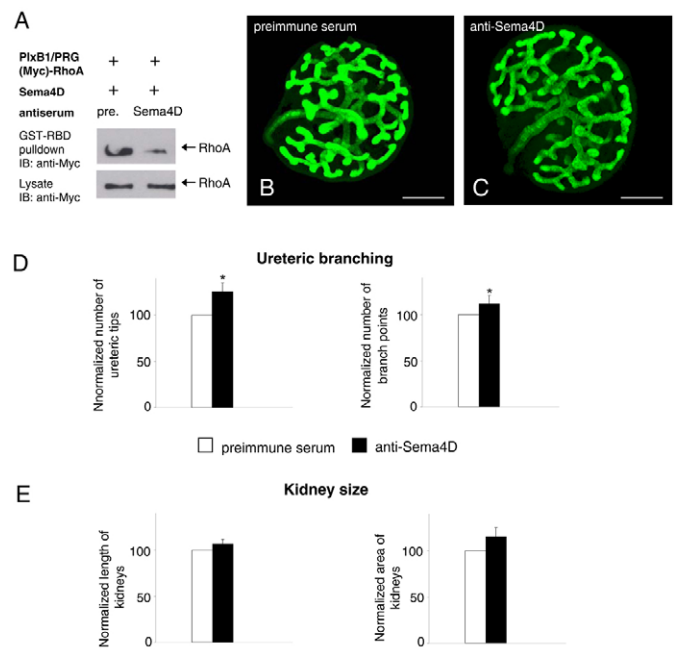 A
PlxB1/PRG + +
(Myc)-RhoA
Sema4D + +
antiserum pre. Sema4D
GST-RBD
pulldown ← RhoA
IB: anti-Myc
Lysate ← RhoA
IB: anti-Myc
preimmune serum
B
anti-Sema4D
C
D
Ureteric branching
Nnormalized number of
ureteric tips
100
50
0
*
Normalized number of
branch points
100
50
0
*
preimmune serum anti-Sema4D
E
Kidney size
Normalized length of
kidneys
100
50
0
Normalized area of
kidneys
100
50
0